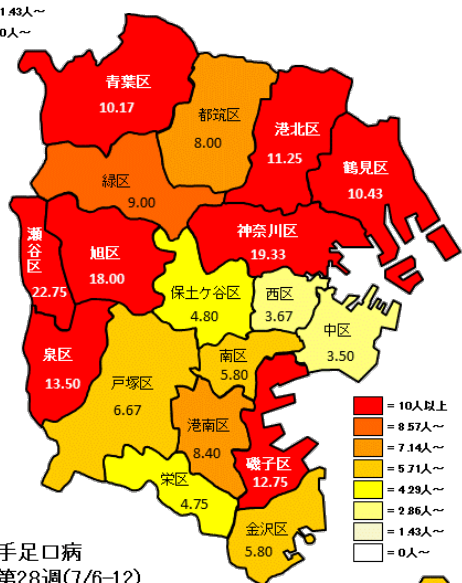 1.43人～
0人～
青葉区
10.17
都筑区
8.00
港北区
11.25
鶴見区
10.43
緑区
9.00
神奈川区
19.33
瀬谷区
22.75
旭区
18.00
保土ケ谷区
4.80
西区
3.67
中区
3.50
泉区
13.50
戸塚区
6.67
南区
5.80
港南区
8.40
磯子区
12.75
栄区
4.75
金沢区
5.80
= 10人以上
= 8.57人～
= 7.14人～
= 5.71人～
= 4.29人～
= 2.86人～
= 1.43人～
= 0人～
手足口病
第28週(7/6-12)